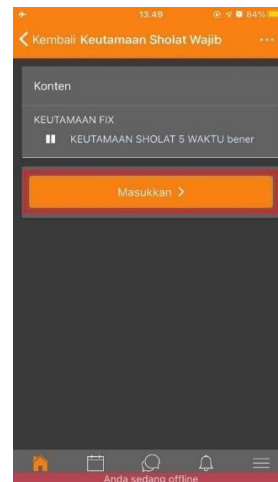 13.49
84%
Kembali Keutamaan Sholat Wajib
Konten
KEUTAMAAN FIX
KEUTAMAAN SHOLAT 5 WAKTU bener
Masukkan
Anda sedang offline